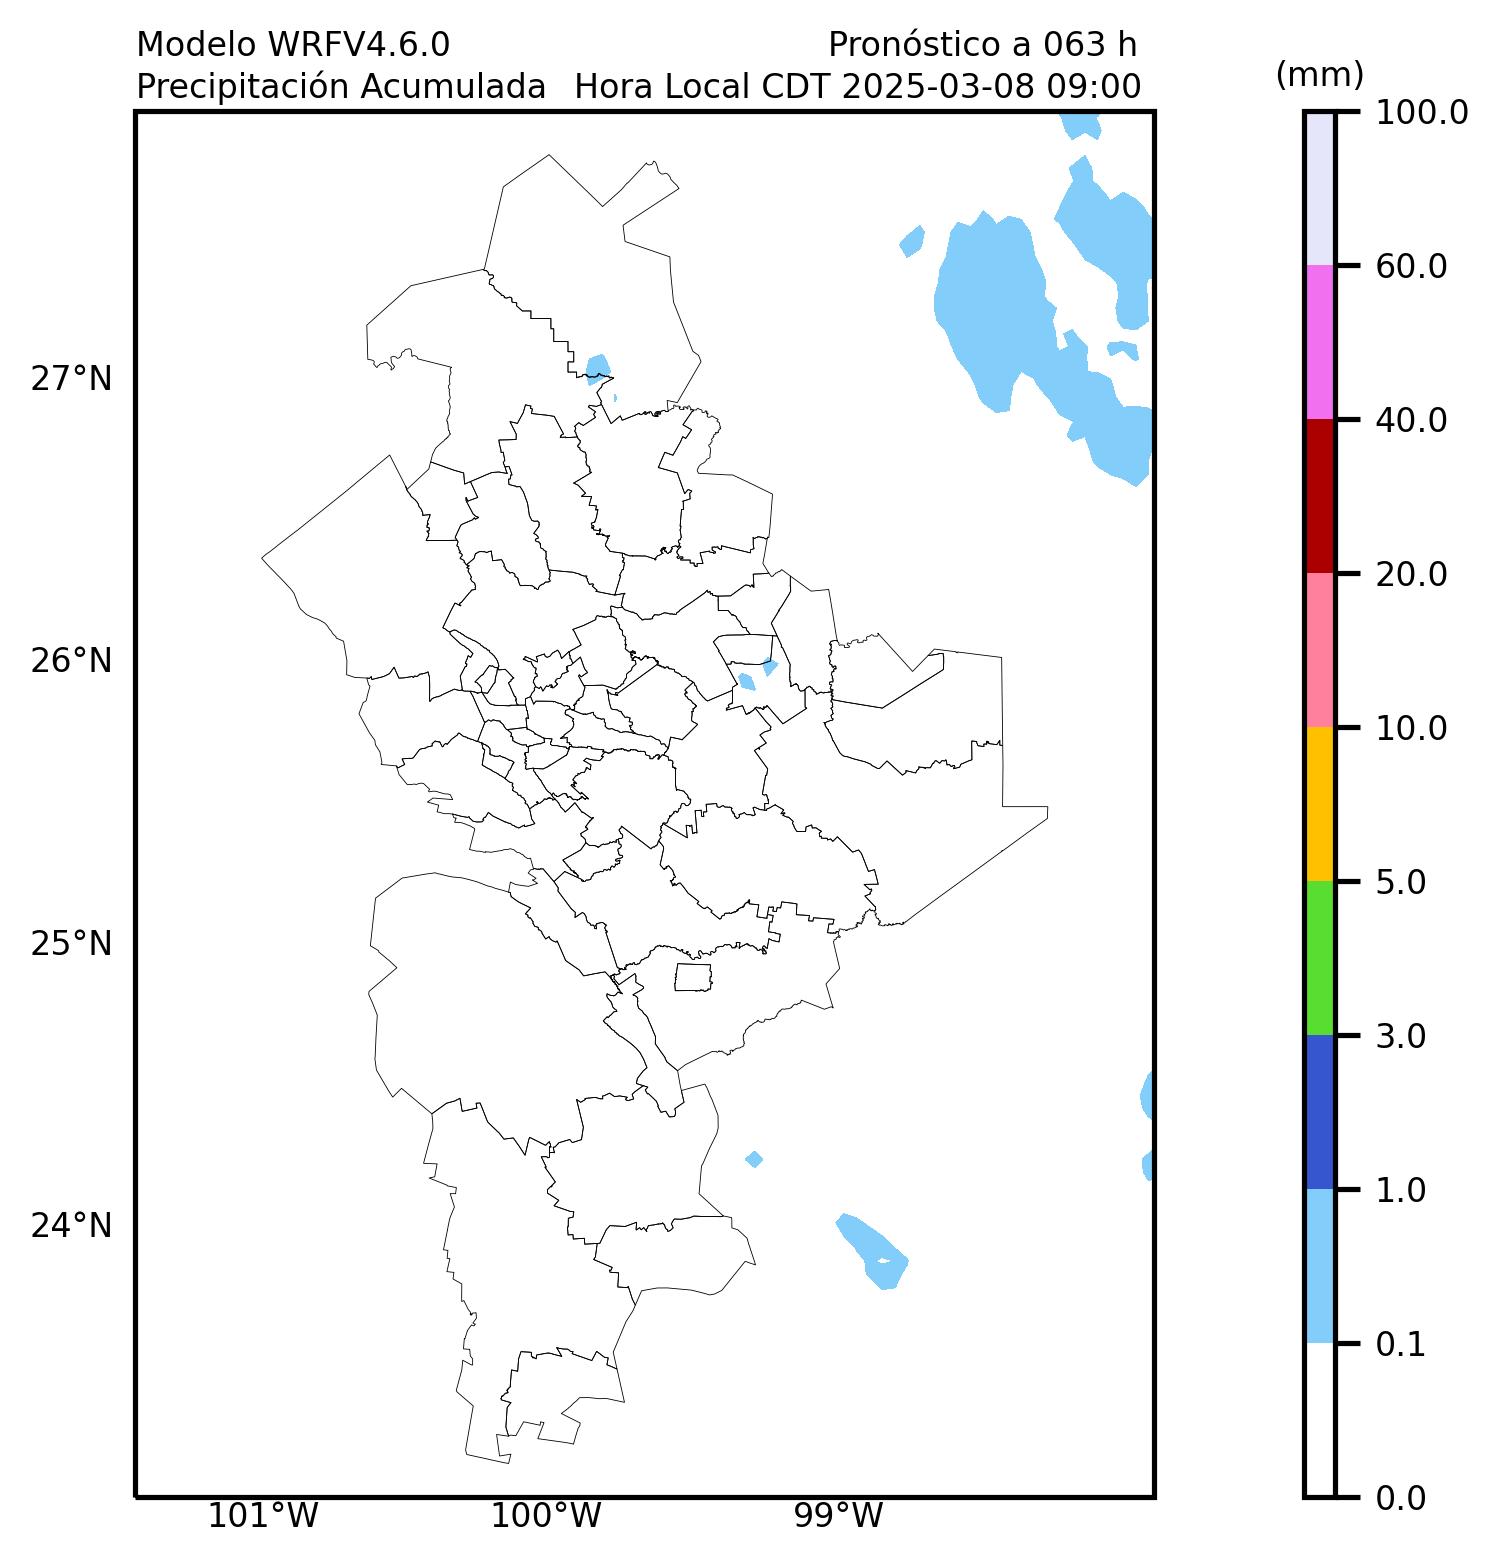 Modelo WRFV4.6.0 Pronóstico a 063 h
Precipitación Acumulada Hora Local CDT 2025-03-08 09:00
(mm)
100.0
60.0
40.0
20.0
10.0
5.0
3.0
1.0
0.1
0.0
27°N
26°N
25°N
24°N
101°W 100°W 99°W